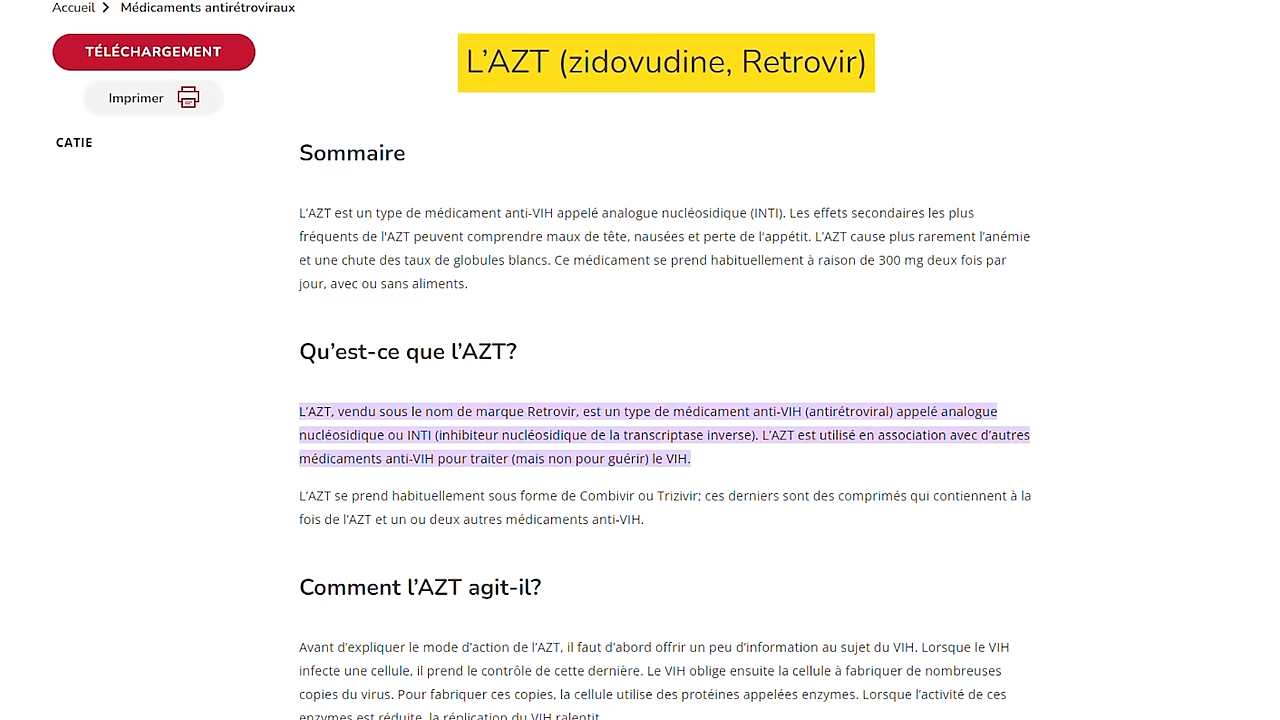 Accueil > Médicaments antirétroviraux
TÉLÉCHARGEMENT
L’AZT (zidovudine, Retrovir)
Imprimer
CATIE
Sommaire
L’AZT est un type de médicament anti-VIH appelé analogue nucléosidique (INTI). Les effets secondaires les plus
fréquents de l'AZT peuvent comprendre maux de tête, nausées et perte de l'appétit. L’AZT cause plus rarement l’anémie
et une chute des taux de globules blancs. Ce médicament se prend habituellement à raison de 300 mg deux fois par
jour, avec ou sans aliments.
Qu’est-ce que l’AZT?
L’AZT, vendu sous le nom de marque Retrovir, est un type de médicament anti-VIH (antirétroviral) appelé analogue
nucléosidique ou INTI (inhibiteur nucléosidique de la transcriptase inverse). L’AZT est utilisé en association avec d’autres
médicaments anti-VIH pour traiter (mais non pour guérir) le VIH.
L’AZT se prend habituellement sous forme de Combivir ou Trizivir; ces derniers sont des comprimés qui contiennent à la
fois de l’AZT et un ou deux autres médicaments anti-VIH.
Comment l’AZT agit-il?
Avant d’expliquer le mode d’action de l’AZT, il faut d’abord offrir un peu d’information au sujet du VIH. Lorsque le VIH
infecte une cellule, il prend le contrôle de cette dernière. Le VIH oblige ensuite la cellule à fabriquer de nombreuses
copies du virus. Pour fabriquer ces copies, la cellule utilise des protéines appelées enzymes. Lorsque l’activité de ces
enzymes est réduite, la réplication du VIH ralentit.